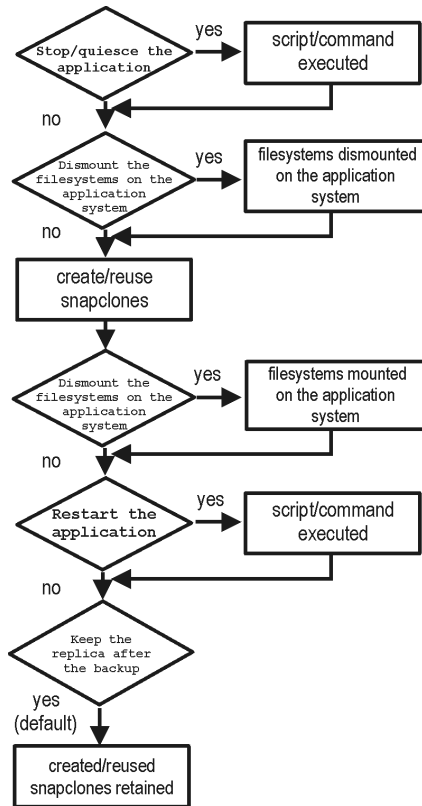 Stop/quiesce the
application
yes
script/command
executed
no
Dismount the
filesystems on the
application
system
yes
filesystems dismounted
on the application
system
no
create/reuse
snapclones
Dismount the
filesystems on the
application
system
yes
filesystems mounted
on the application
system
no
Restart the
application
yes
script/command
executed
no
Keep the
replica after
the backup
yes
(default)
created/reused
snapclones retained